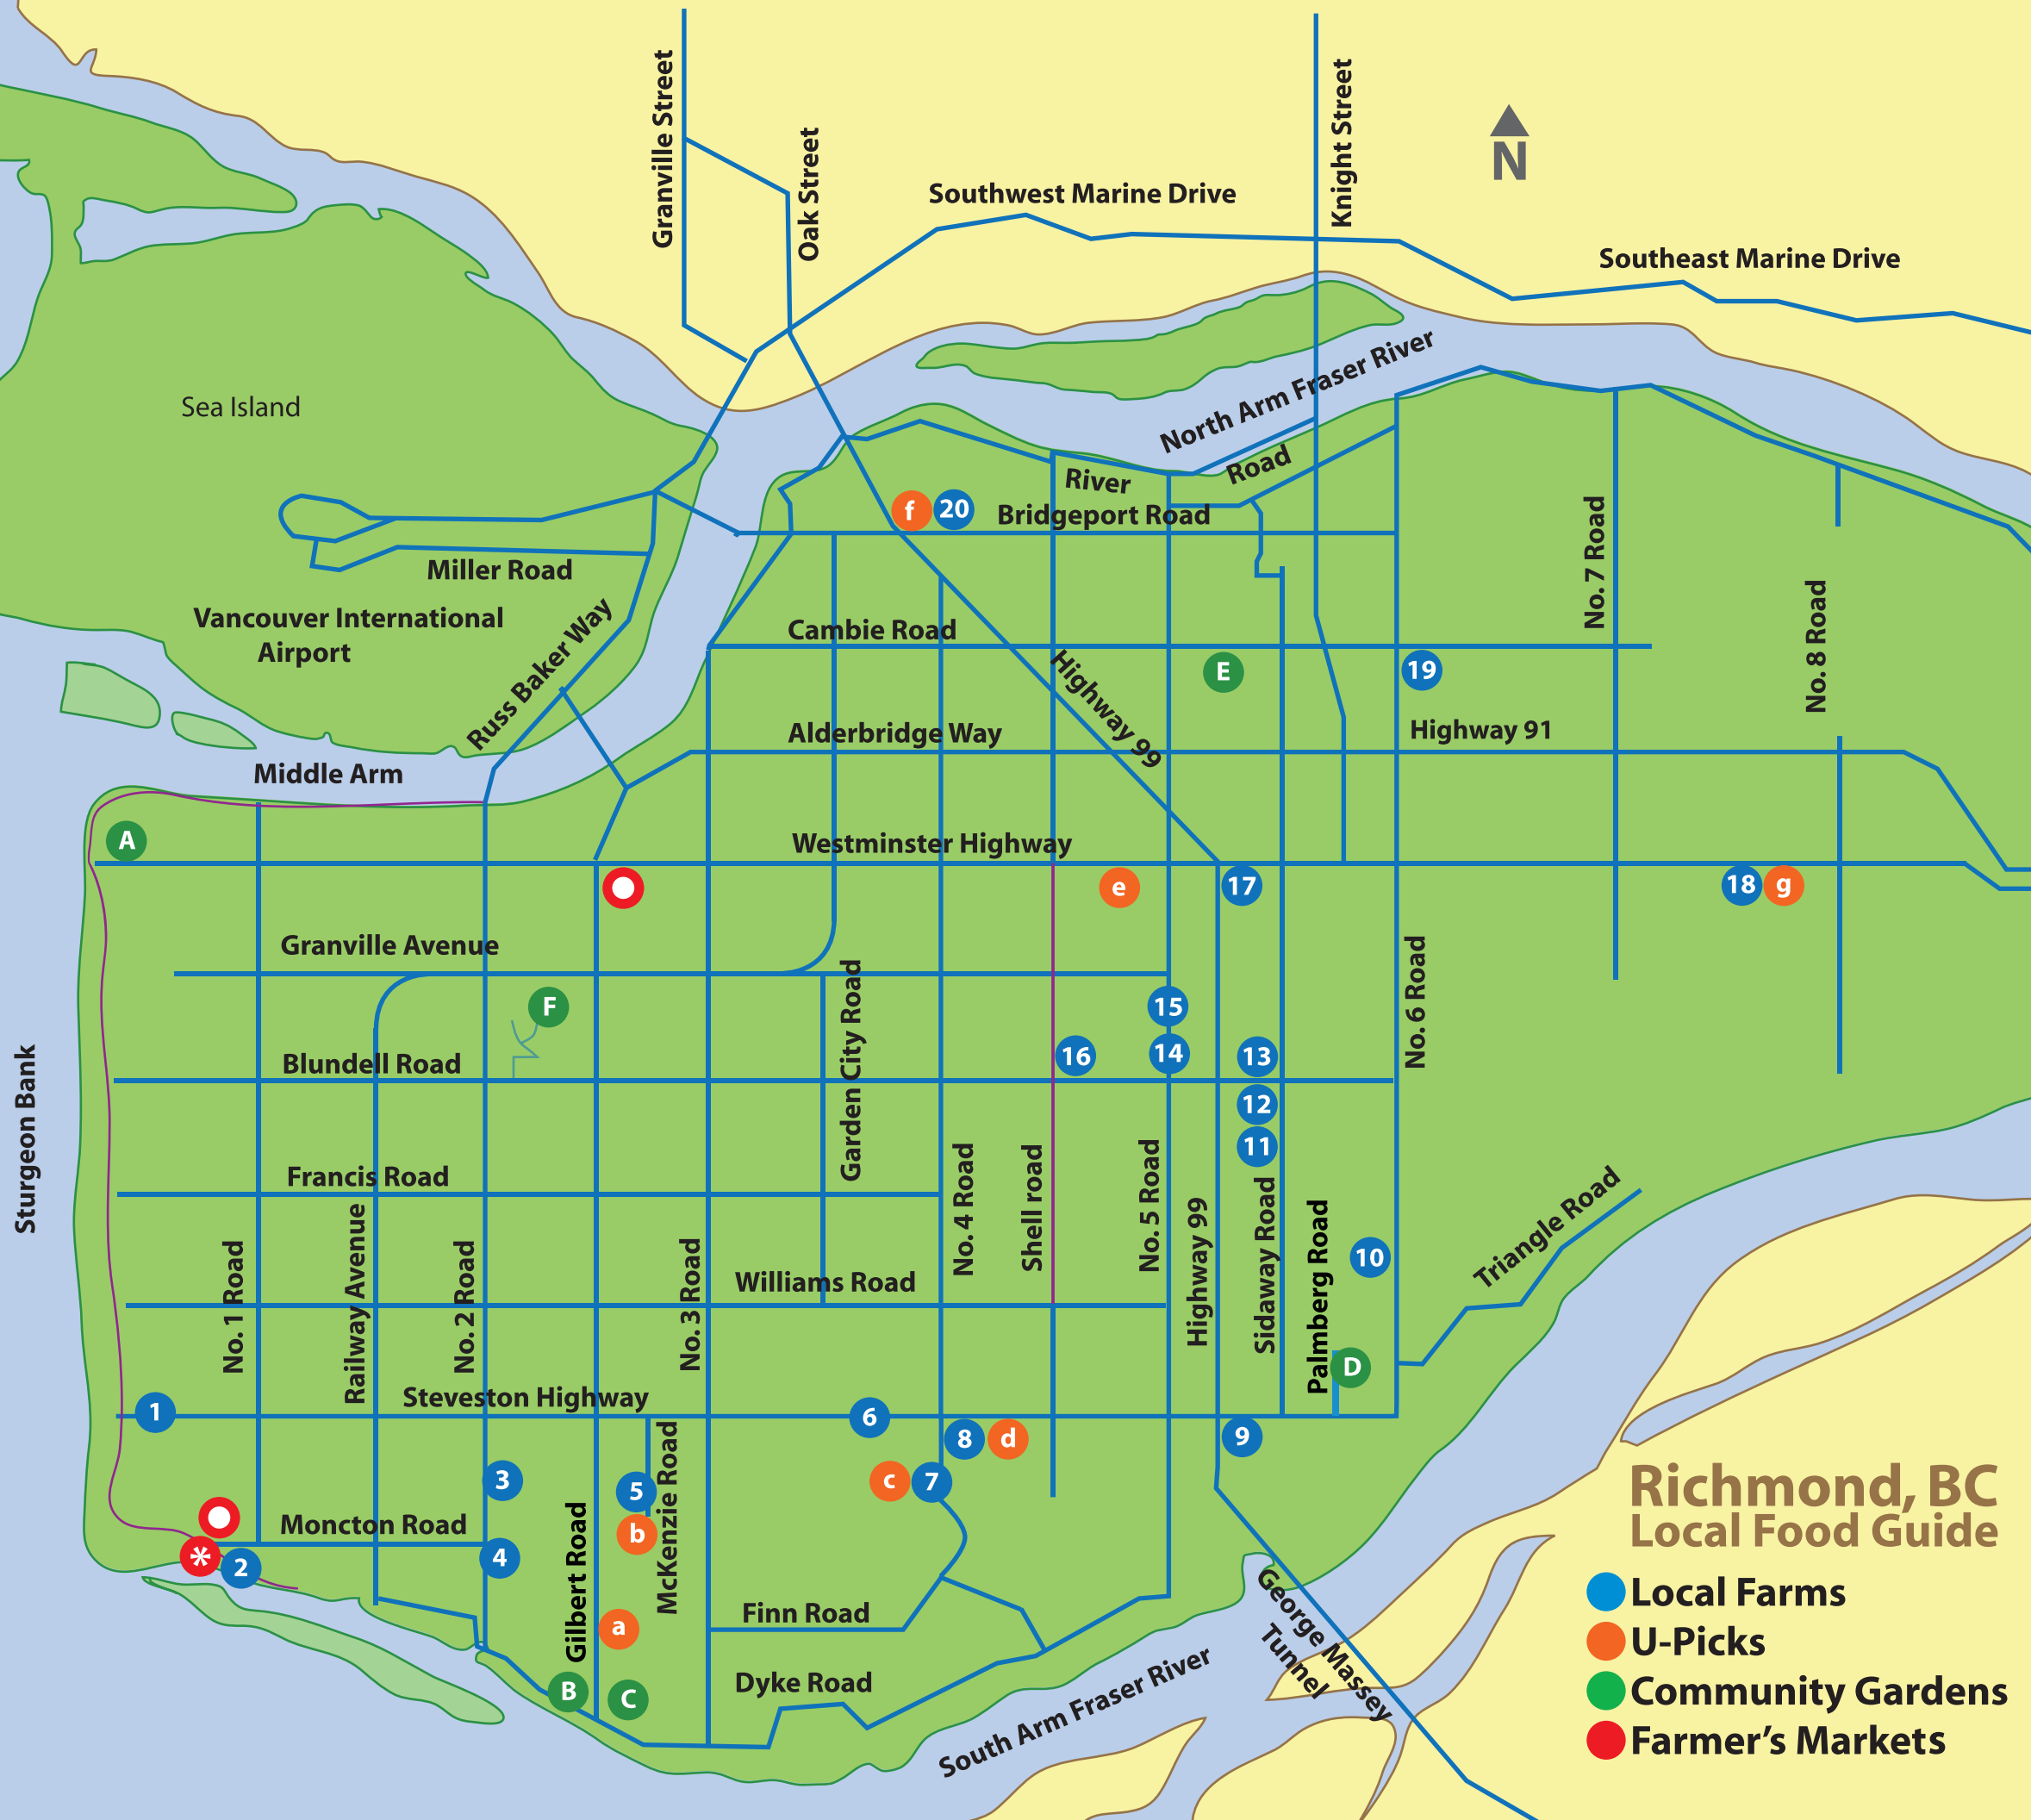 Granville Street
Oak Street
Knight Street
N
Southwest Marine Drive
Southeast Marine Drive
North Arm Fraser River
Sea Island
River
Road
f
20
Bridgeport Road
Miller Road
No. 7 Road
Vancouver International
Airport
Russ Baker Way
Cambie Road
No. 8 Road
Highway 99
E
19
Alderbridge Way
Highway 91
Middle Arm
A
Westminster Highway
e
17
18
g
Granville Avenue
Garden City Road
No. 6 Road
F
15
Sturgeon Bank
Blundell Road
16
14
13
12
11
Francis Road
No. 1 Road
Railway Avenue
No. 2 Road
No. 3 Road
No. 4 Road
Shell road
No. 5 Road
Highway 99
Sidaway Road
Palmberg Road
10
Triangle Road
Williams Road
D
Steveston Highway
1
6
8
d
9
3
5
c
7
Gilbert Road
McKenzie Road
b
Moncton Road
*
2
4
a
Finn Road
George Massey
Tunnel
B
C
Dyke Road
South Arm Fraser River
Richmond, BC
Local Food Guide
Local Farms
U-Picks
Community Gardens
Farmer’s Markets